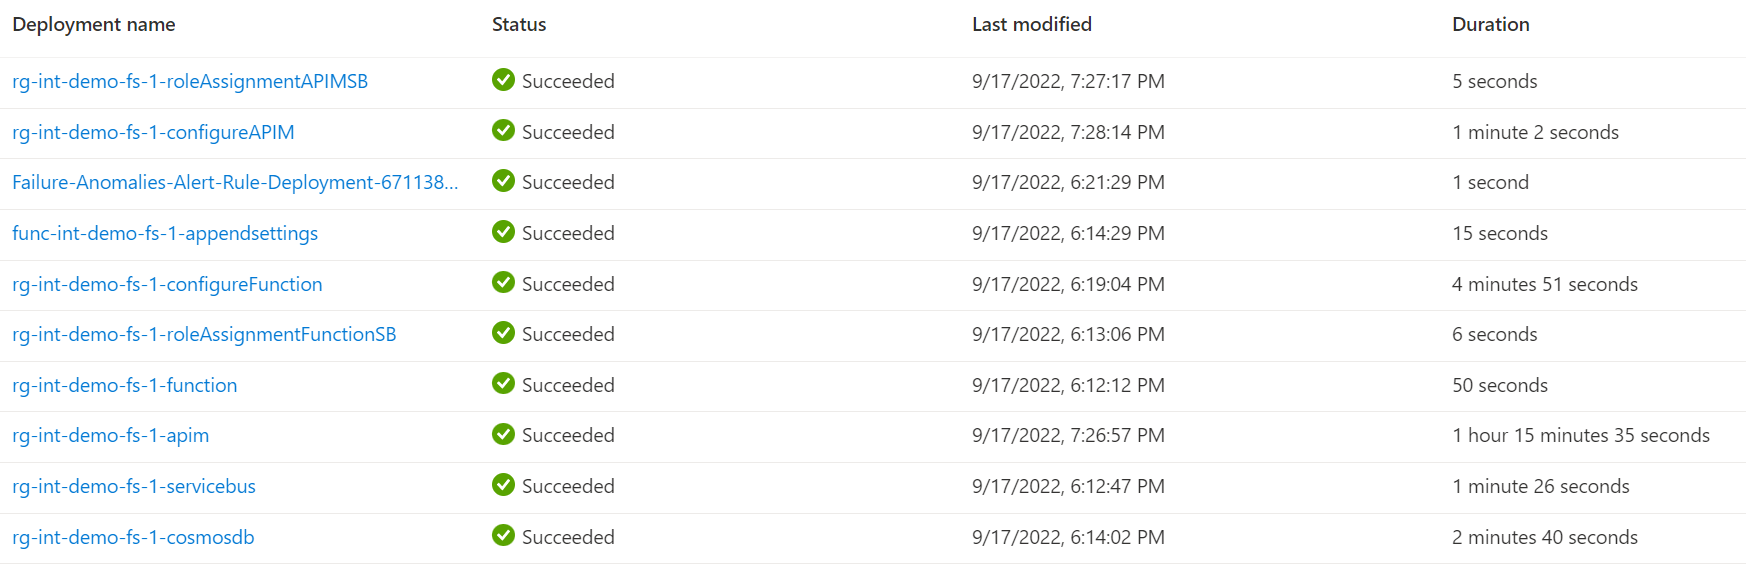 Deployment name Status Last modified Duration
rg-int-demo-fs-1-roleAssignmentAPIMSB Succeeded 9/17/2022, 7:27:17 PM 5 seconds
rg-int-demo-fs-1-configureAPIM Succeeded 9/17/2022, 7:28:14 PM 1 minute 2 seconds
Failure-Anomalies-Alert-Rule-Deployment-671138... Succeeded 9/17/2022, 6:21:29 PM 1 second
func-int-demo-fs-1-appendsettings Succeeded 9/17/2022, 6:14:29 PM 15 seconds
rg-int-demo-fs-1-configureFunction Succeeded 9/17/2022, 6:19:04 PM 4 minutes 51 seconds
rg-int-demo-fs-1-roleAssignmentFunctionSB Succeeded 9/17/2022, 6:13:06 PM 6 seconds
rg-int-demo-fs-1-function Succeeded 9/17/2022, 6:12:12 PM 50 seconds
rg-int-demo-fs-1-apim Succeeded 9/17/2022, 7:26:57 PM 1 hour 15 minutes 35 seconds
rg-int-demo-fs-1-servicebus Succeeded 9/17/2022, 6:12:47 PM 1 minute 26 seconds
rg-int-demo-fs-1-cosmosdb Succeeded 9/17/2022, 6:14:02 PM 2 minutes 40 seconds